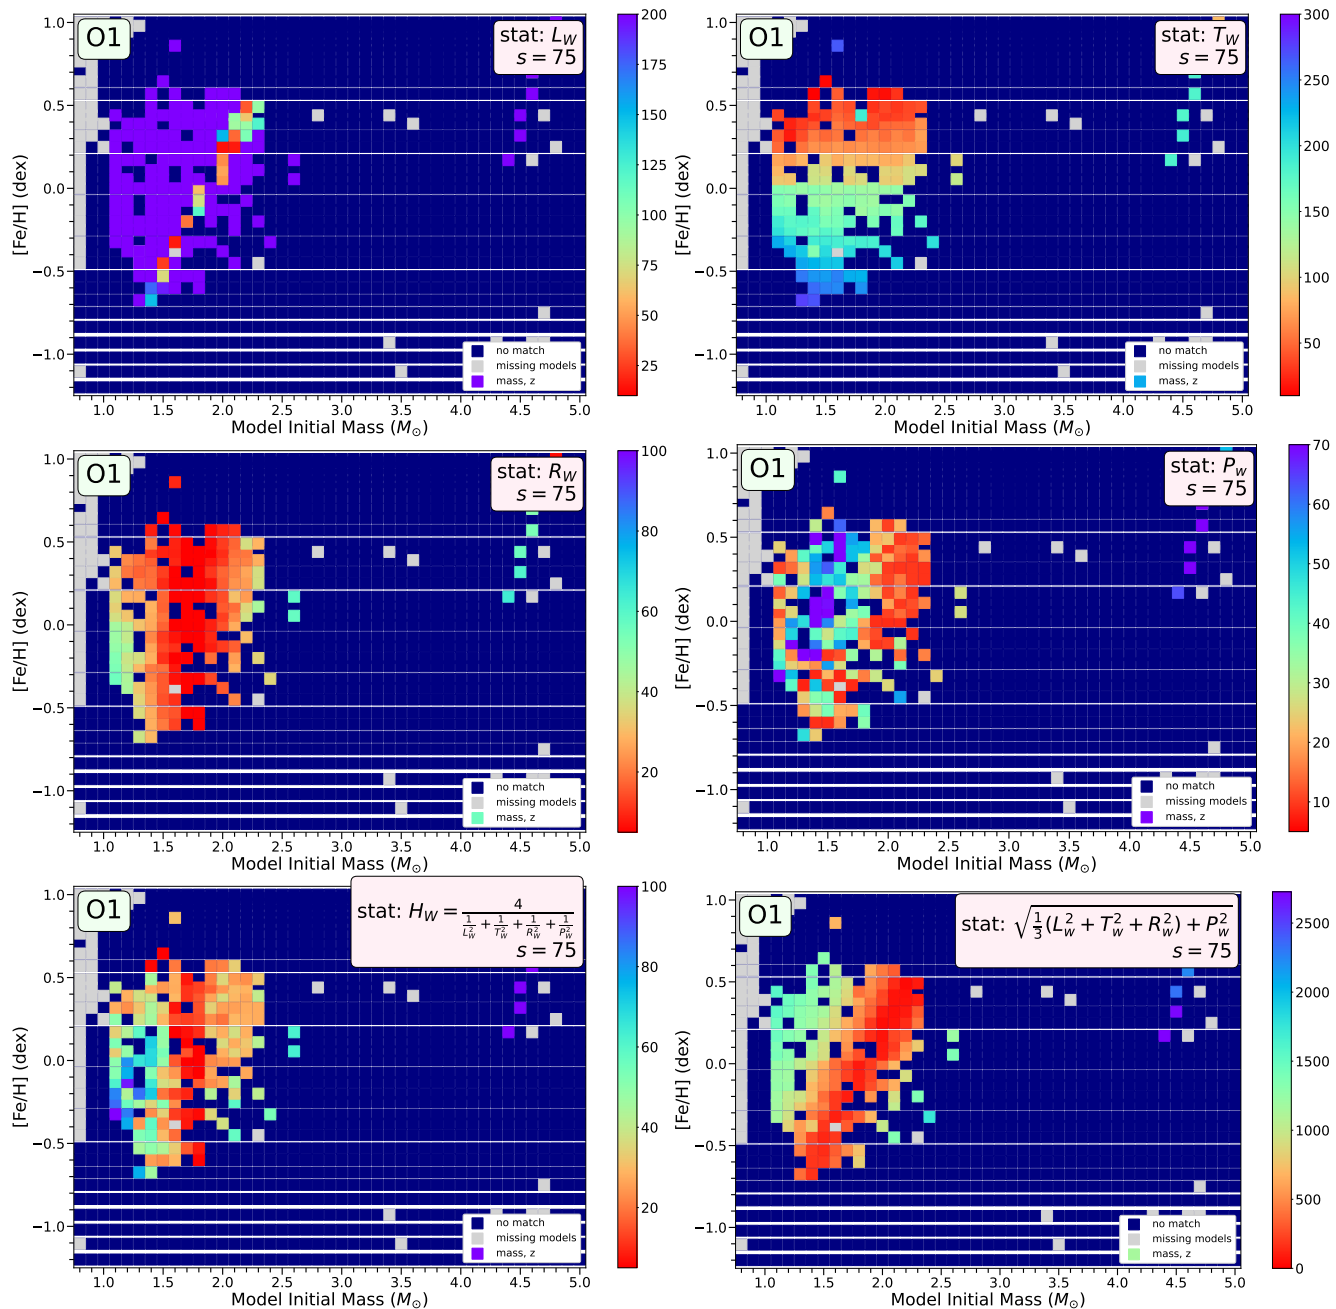 O1
stat: L_W
s = 75
[Fe/H] (dex)
1.0
0.5
0.0
−0.5
−1.0
no match
missing models
mass, z
1.0 1.5 2.0 2.5 3.0 3.5 4.0 4.5 5.0
Model Initial Mass (M⊙)
200
175
150
125
100
75
50
25
O1
stat: T_W
s = 75
[Fe/H] (dex)
1.0
0.5
0.0
−0.5
−1.0
no match
missing models
mass, z
1.0 1.5 2.0 2.5 3.0 3.5 4.0 4.5 5.0
Model Initial Mass (M⊙)
300
250
200
150
100
50
O1
stat: R_W
s = 75
[Fe/H] (dex)
1.0
0.5
0.0
−0.5
−1.0
no match
missing models
mass, z
1.0 1.5 2.0 2.5 3.0 3.5 4.0 4.5 5.0
Model Initial Mass (M⊙)
100
80
60
40
20
O1
stat: P_w
s = 75
[Fe/H] (dex)
1.0
0.5
0.0
−0.5
−1.0
no match
missing models
mass, z
1.0 1.5 2.0 2.5 3.0 3.5 4.0 4.5 5.0
Model Initial Mass (M⊙)
70
60
50
40
30
20
10
O1
stat: H_W = 4 / (1/L_W^2 + 1/T_W^2 + 1/R_W^2 + 1/P_W^2)
s = 75
[Fe/H] (dex)
1.0
0.5
0.0
−0.5
−1.0
no match
missing models
mass, z
1.0 1.5 2.0 2.5 3.0 3.5 4.0 4.5 5.0
Model Initial Mass (M⊙)
100
80
60
40
20
O1
stat: √(1/3(L_w^2 + T_w^2 + R_w^2) + P_w^2)
s = 75
[Fe/H] (dex)
1.0
0.5
0.0
−0.5
−1.0
no match
missing models
mass, z
1.0 1.5 2.0 2.5 3.0 3.5 4.0 4.5 5.0
Model Initial Mass (M⊙)
2500
2000
1500
1000
500
0